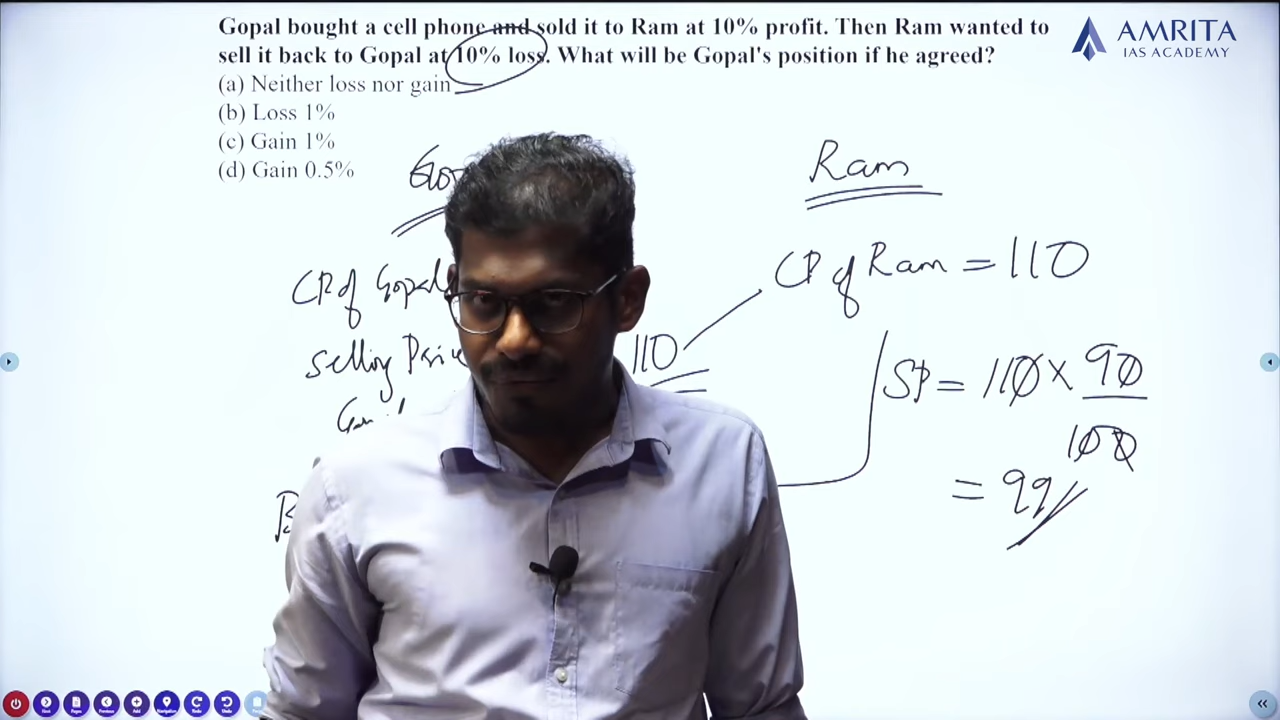 Gopal bought a cell phone and sold it to Ram at 10% profit. Then Ram wanted to
sell it back to Gopal at 10% loss. What will be Gopal's position if he agreed?
(a) Neither loss nor gain
(b) Loss 1%
(c) Gain 1%
(d) Gain 0.5%
AMRITA
IAS ACADEMY
Ram
CP of Gopal
CP of Ram = 110
Selling Price
110
SP = 110 × 90
100
= 99